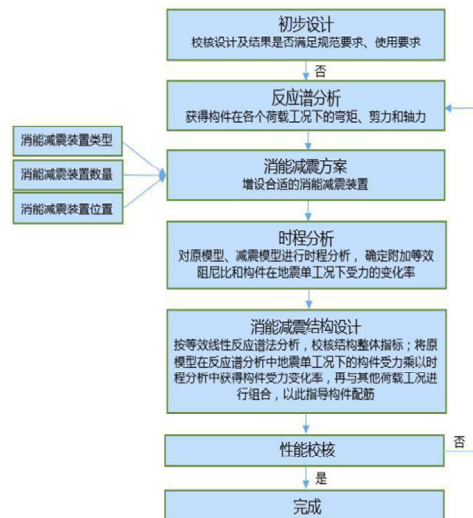 初步设计
校核设计及结果是否满足规范要求、使用要求
否
反应谱分析
获得构件在各个荷载工况下的弯矩、剪力和轴力
消能减震装置类型
消能减震装置数量
消能减震装置位置
消能减震方案
增设合适的消能减震装置
时程分析
对原模型、减震模型进行时程分析，确定附加等效
阻尼比和构件在地震单工况下受力的变化率
消能减震结构设计
按等效线性反应谱法分析，校核结构整体指标；将原
模型在反应谱分析中地震单工况下的构件受力乘以时
程分析中获得构件受力变化率，再与其他荷载工况进
行组合，以此指导构件配筋
性能校核
否
是
完成